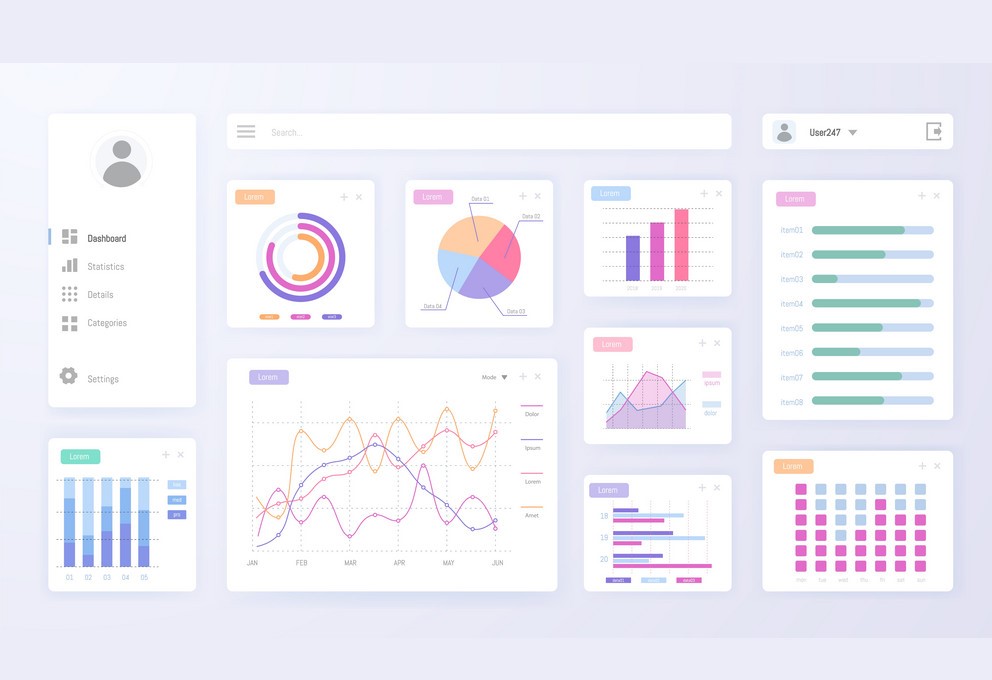 Search...
User247
Dashboard
Statistics
Details
Categories
Settings
Lorem
Lorem
Data 01
Data 02
Data 03
Data 04
Lorem
2018
2019
2020
Lorem
item01
item02
item03
item04
item05
item06
item07
item08
Lorem
ipsum
dolor
Lorem
Mode
Dolor
Ipsum
Lorem
Amet
JAN
FEB
MAR
APR
MAY
JUN
Lorem
01
02
03
04
05
Lorem
18
19
20
Lorem
mon
tue
wed
thu
fri
sat
sun